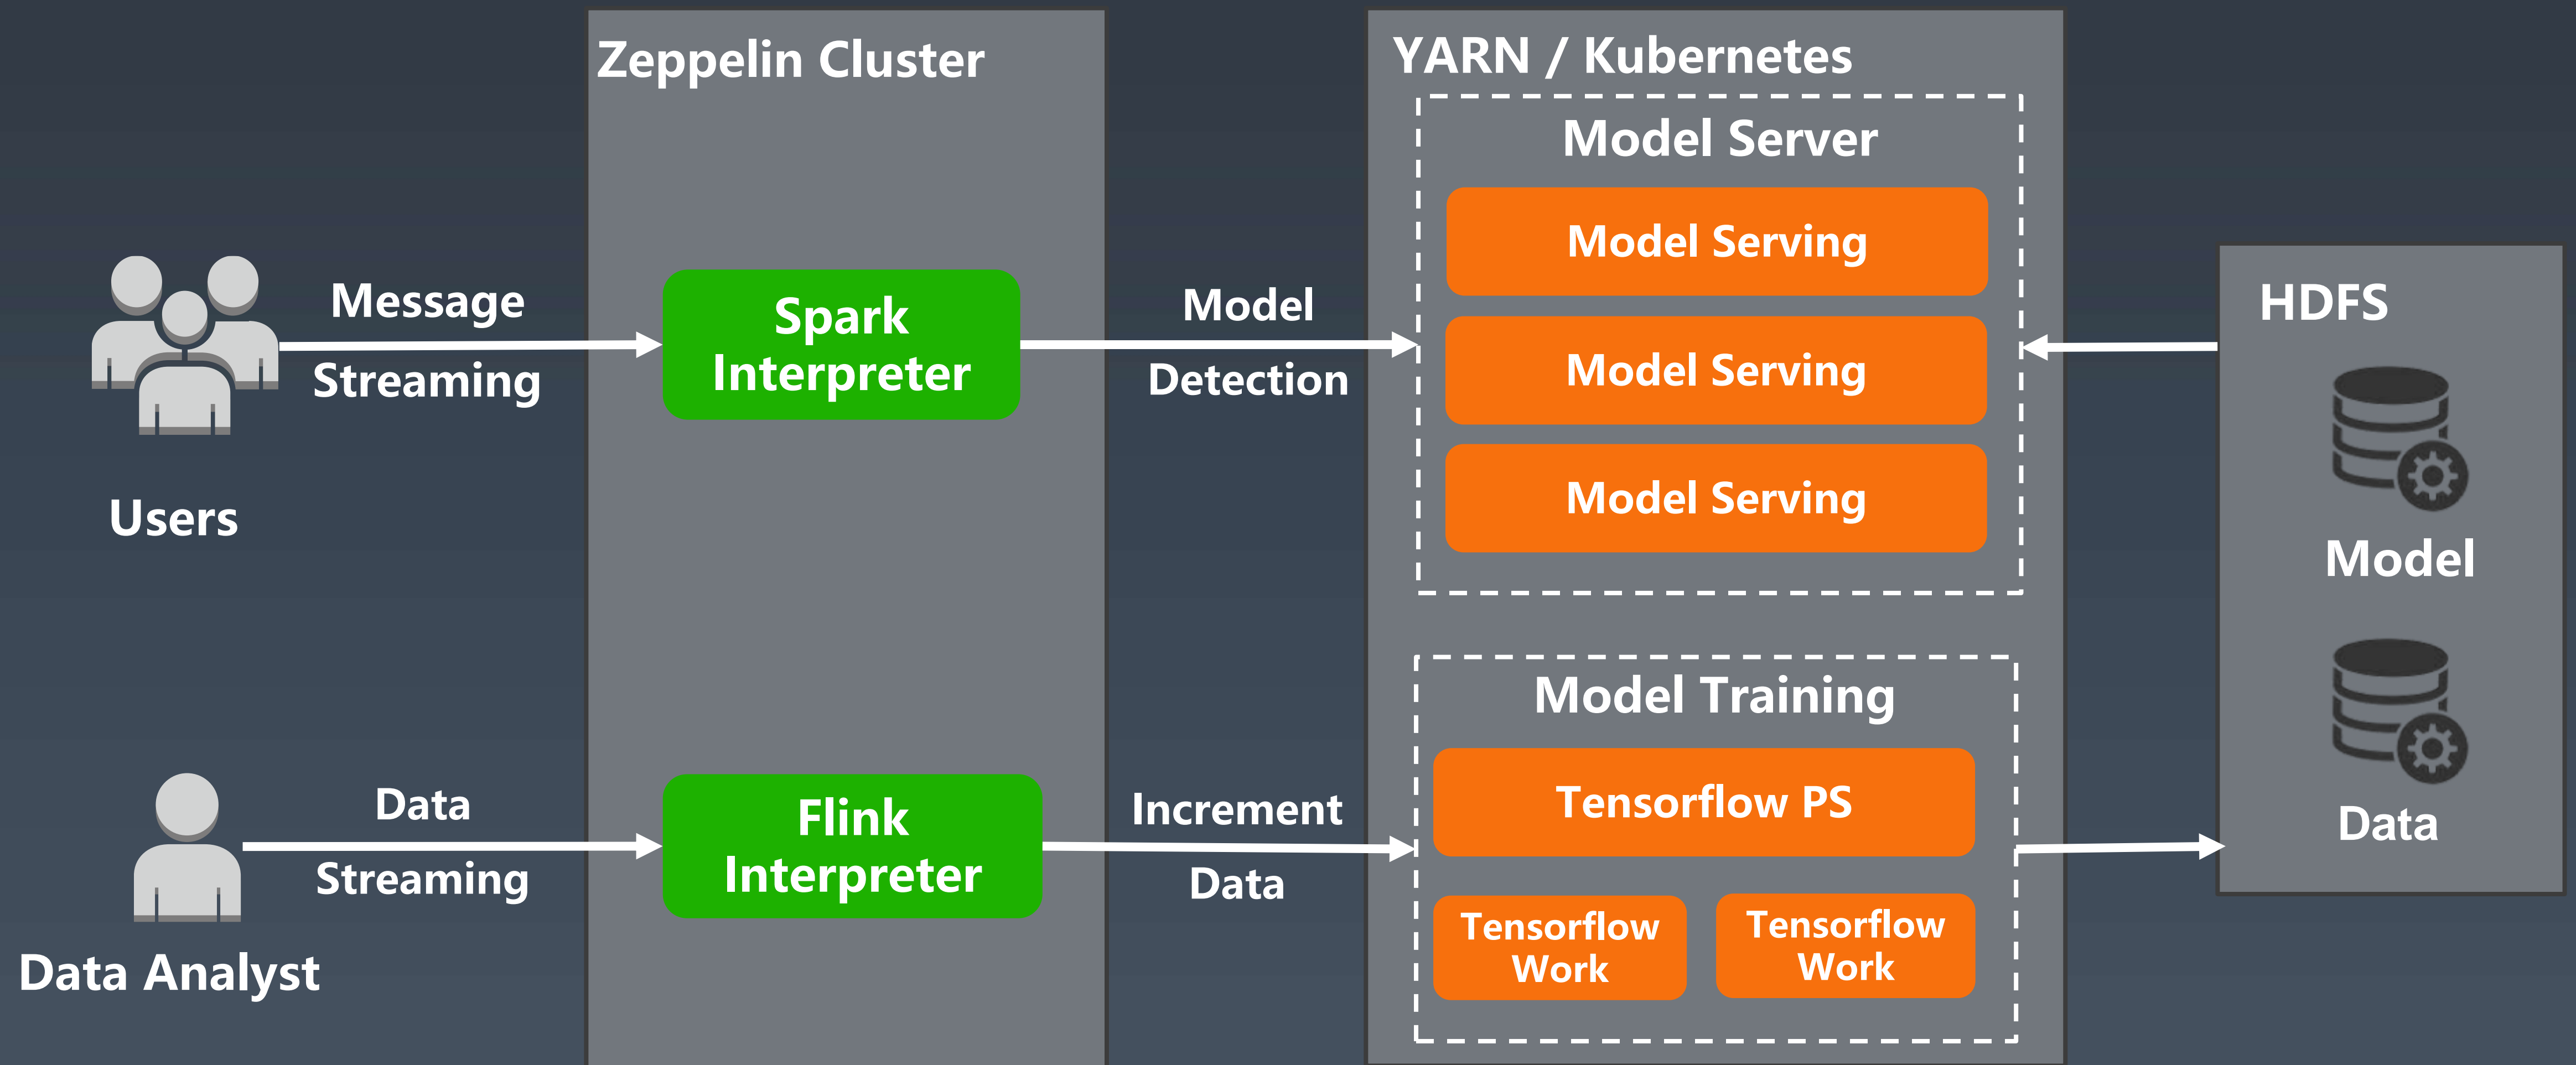 Zeppelin Cluster
YARN / Kubernetes
Model Server
Model Serving
Model Serving
Model Serving
Message
Streaming
Users
Spark
Interpreter
Model
Detection
HDFS
Model
Data
Model Training
Tensorflow PS
Tensorflow
Work
Tensorflow
Work
Data
Streaming
Data Analyst
Flink
Interpreter
Increment
Data